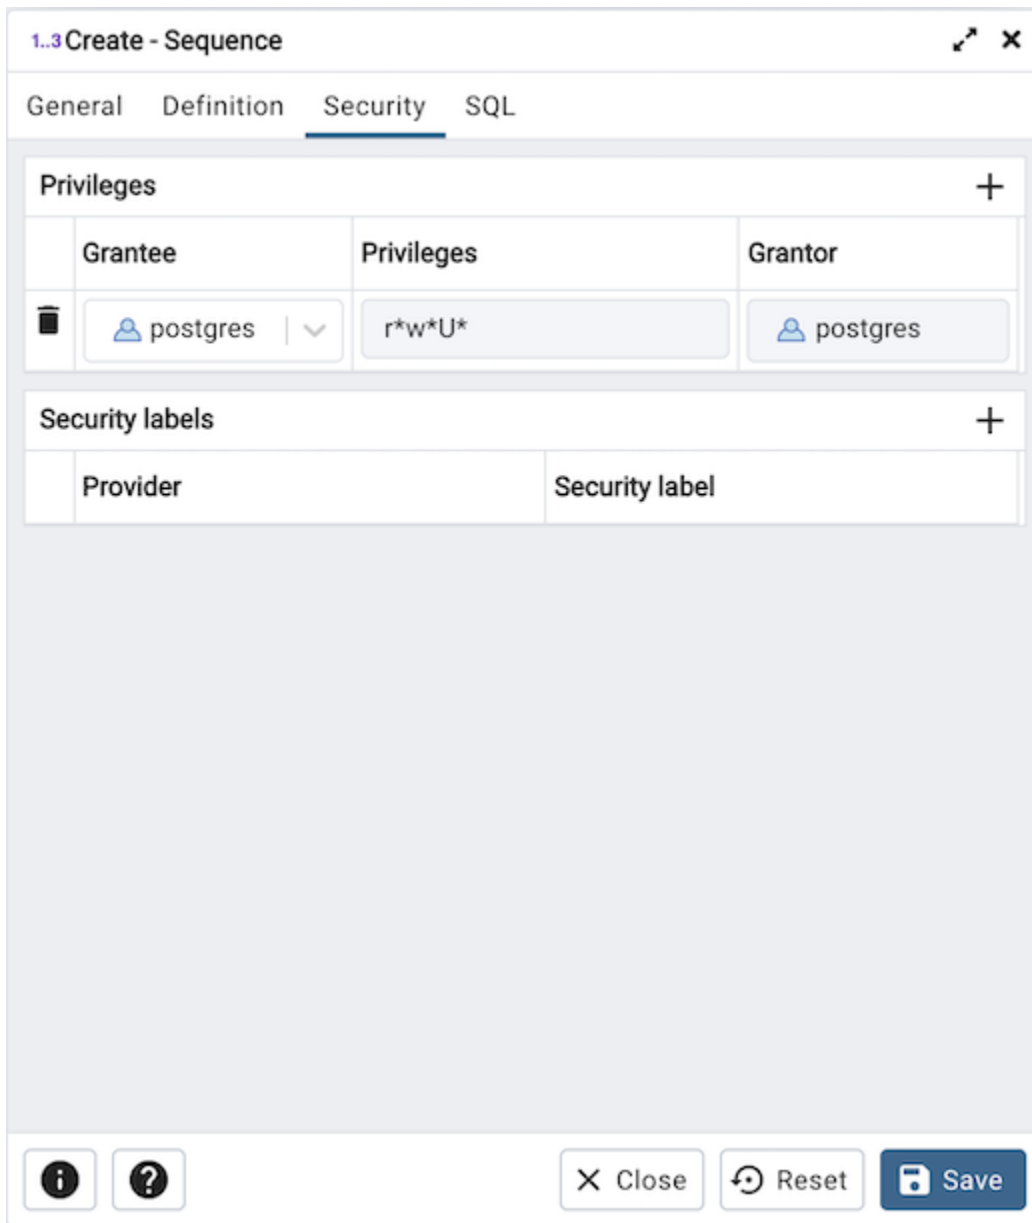 1..3 Create - Sequence
General Definition Security SQL
Privileges
Grantee Privileges Grantor
postgres r*w*U* postgres
Security labels
Provider Security label
Close Reset Save